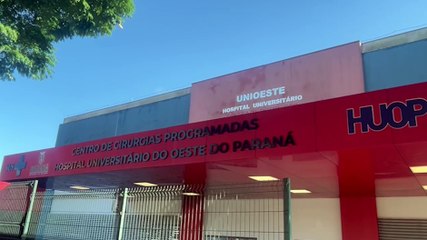 UNIOESTE
HOSPITAL UNIVERSITÁRIO
CENTRO DE CIRURGIAS PROGRAMADAS
HOSPITAL UNIVERSITÁRIO DO OESTE DO PARANÁ
HUOP